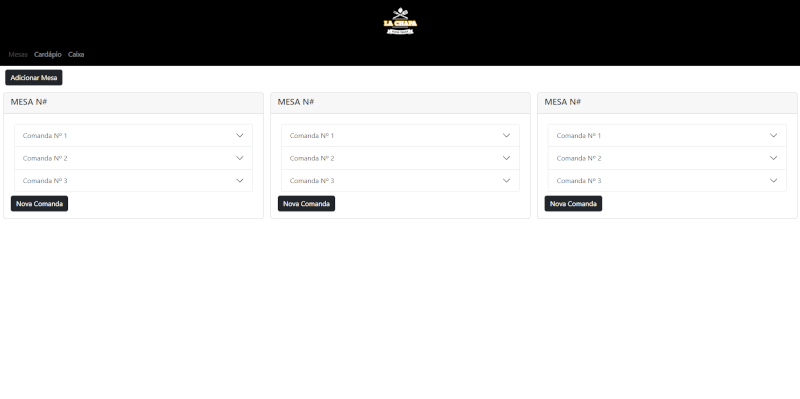 LA CHAPA
Mesas Cardápio Caixa
Adicionar Mesa
MESA N#
Comanda Nº 1
Comanda Nº 2
Comanda Nº 3
Nova Comanda
MESA N#
Comanda Nº 1
Comanda Nº 2
Comanda Nº 3
Nova Comanda
MESA N#
Comanda Nº 1
Comanda Nº 2
Comanda Nº 3
Nova Comanda